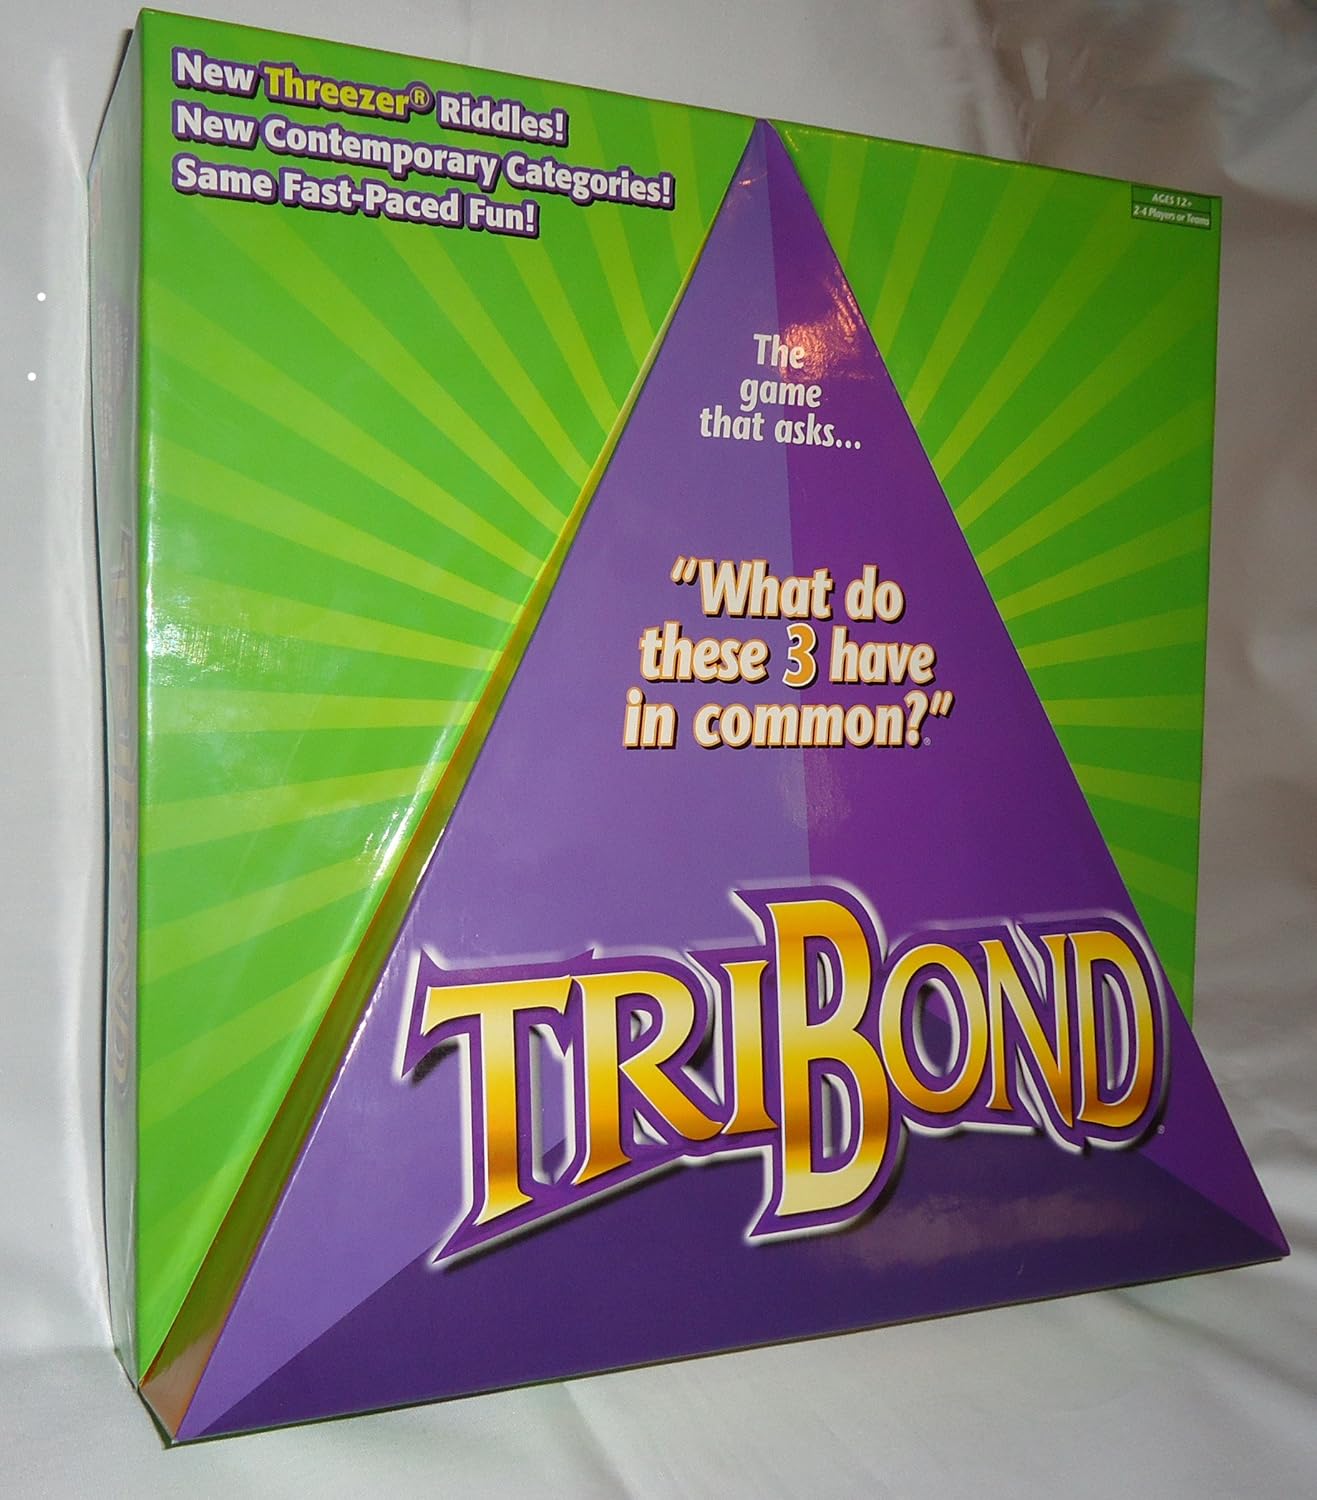 New Threezer® Riddles!
New Contemporary Categories!
Same Fast-Paced Fun!
AGES 12+
2-4 Players or Teams
The
game
that asks...
"What do
these 3 have
in common?"®
TRIBOND®
TRIBOND